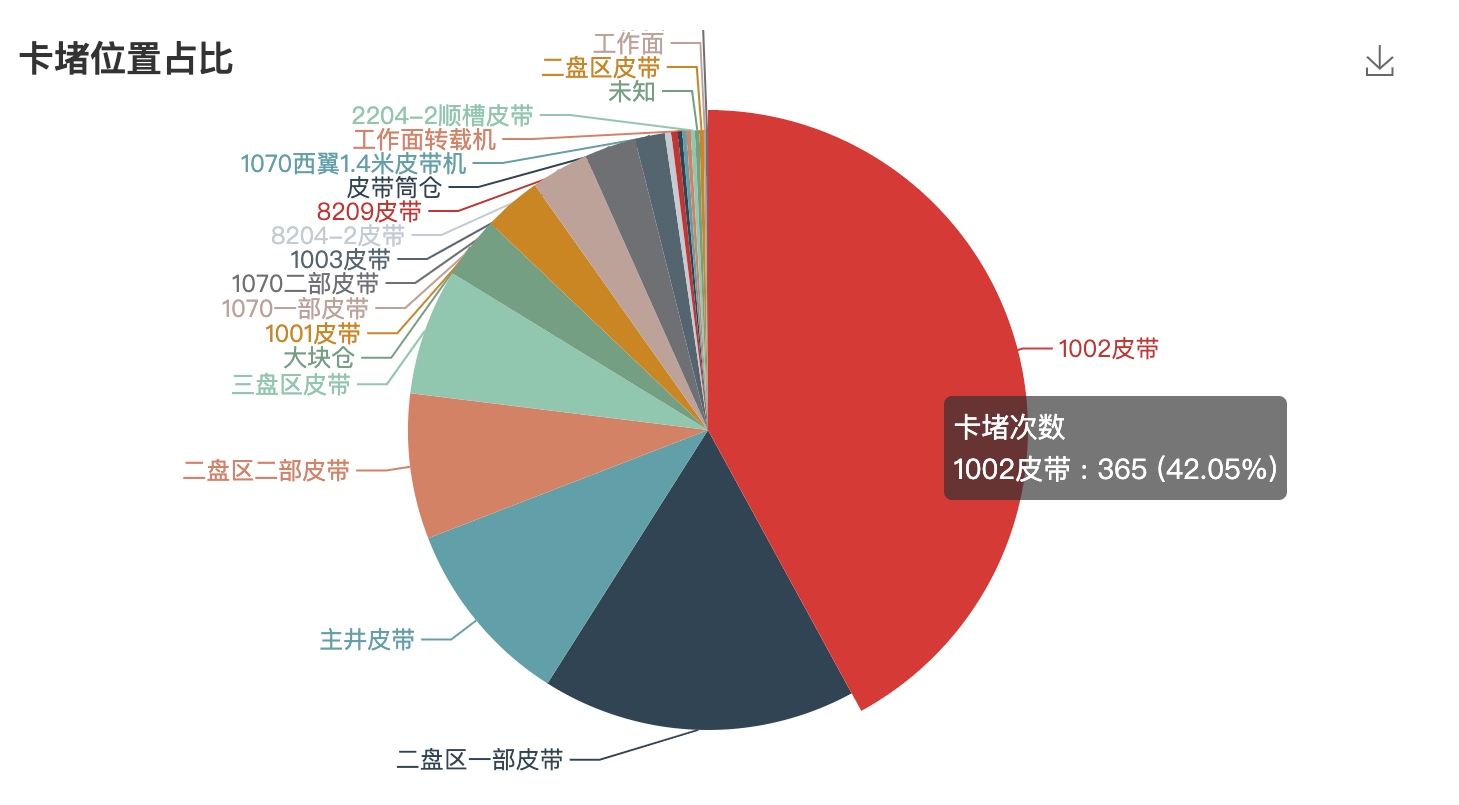 卡堵位置占比
工作面
二盘区皮带
未知
2204-2顺槽皮带
工作面转载机
1070西翼1.4米皮带机
皮带筒仓
8209皮带
8204-2皮带
1003皮带
1070二部皮带
1070一部皮带
1001皮带
大块仓
三盘区皮带
二盘区二部皮带
主井皮带
二盘区一部皮带
1002皮带
卡堵次数
1002皮带：365 (42.05%)